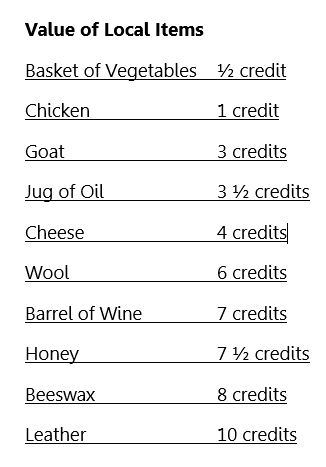 Value of Local Items
Basket of Vegetables ½ credit
Chicken 1 credit
Goat 3 credits
Jug of Oil 3 ½ credits
Cheese 4 credits
Wool 6 credits
Barrel of Wine 7 credits
Honey 7 ½ credits
Beeswax 8 credits
Leather 10 credits